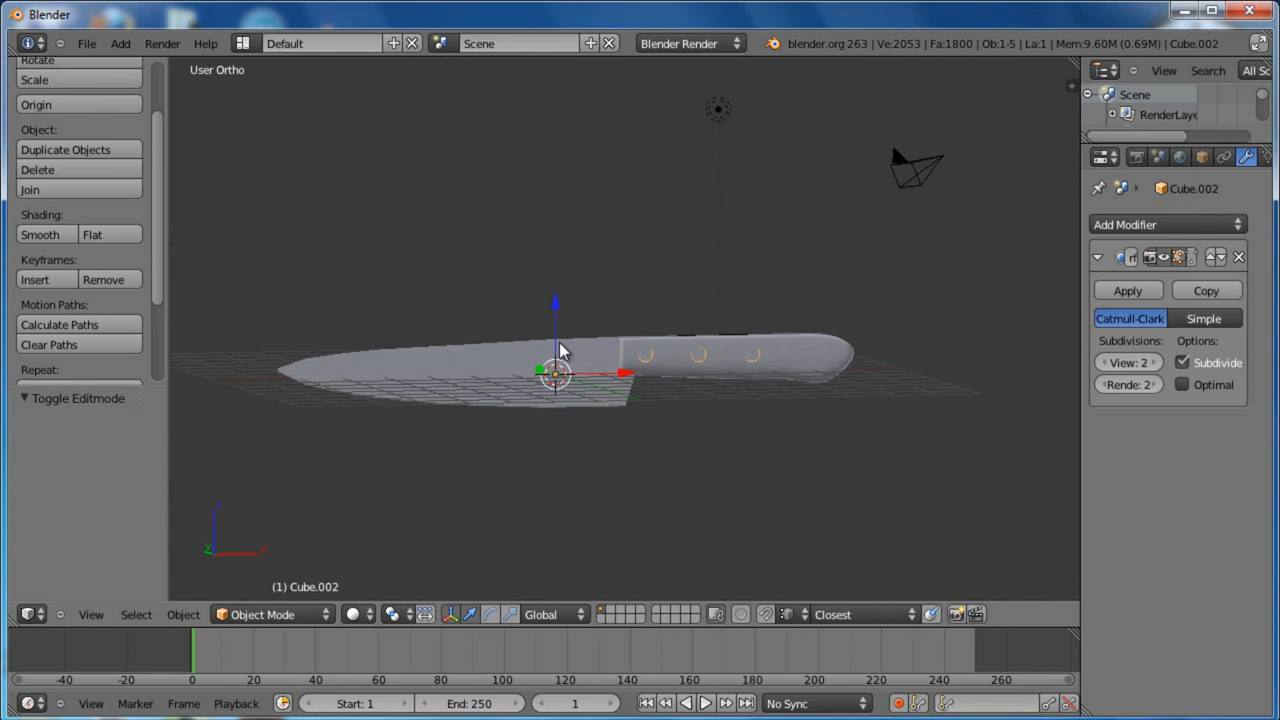 Blender
File Add Render Help Default Scene Blender Render blender.org 263 | Ve:2053 | Fa:1800 | Ob:1-5 | La:1 | Mem:9.60M (0.69M) | Cube.002
Rotate
Scale
Origin
Object:
Duplicate Objects
Delete
Join
Shading:
Smooth Flat
Keyframes:
Insert Remove
Motion Paths:
Calculate Paths
Clear Paths
Repeat:
Toggle Editmode
User Ortho
(1) Cube.002
View Search All Sc
Scene
RenderLaye
Cube.002
Add Modifier
Apply Copy
Catmull-Clark Simple
Subdivisions: Options:
View: 2 Subdivide
Rende: 2 Optimal
View Select Object Object Mode Global Closest
-40 -20 0 20 40 60 80 100 120 140 160 180 200 220 240 260
View Marker Frame Playback Start: 1 End: 250 1 No Sync